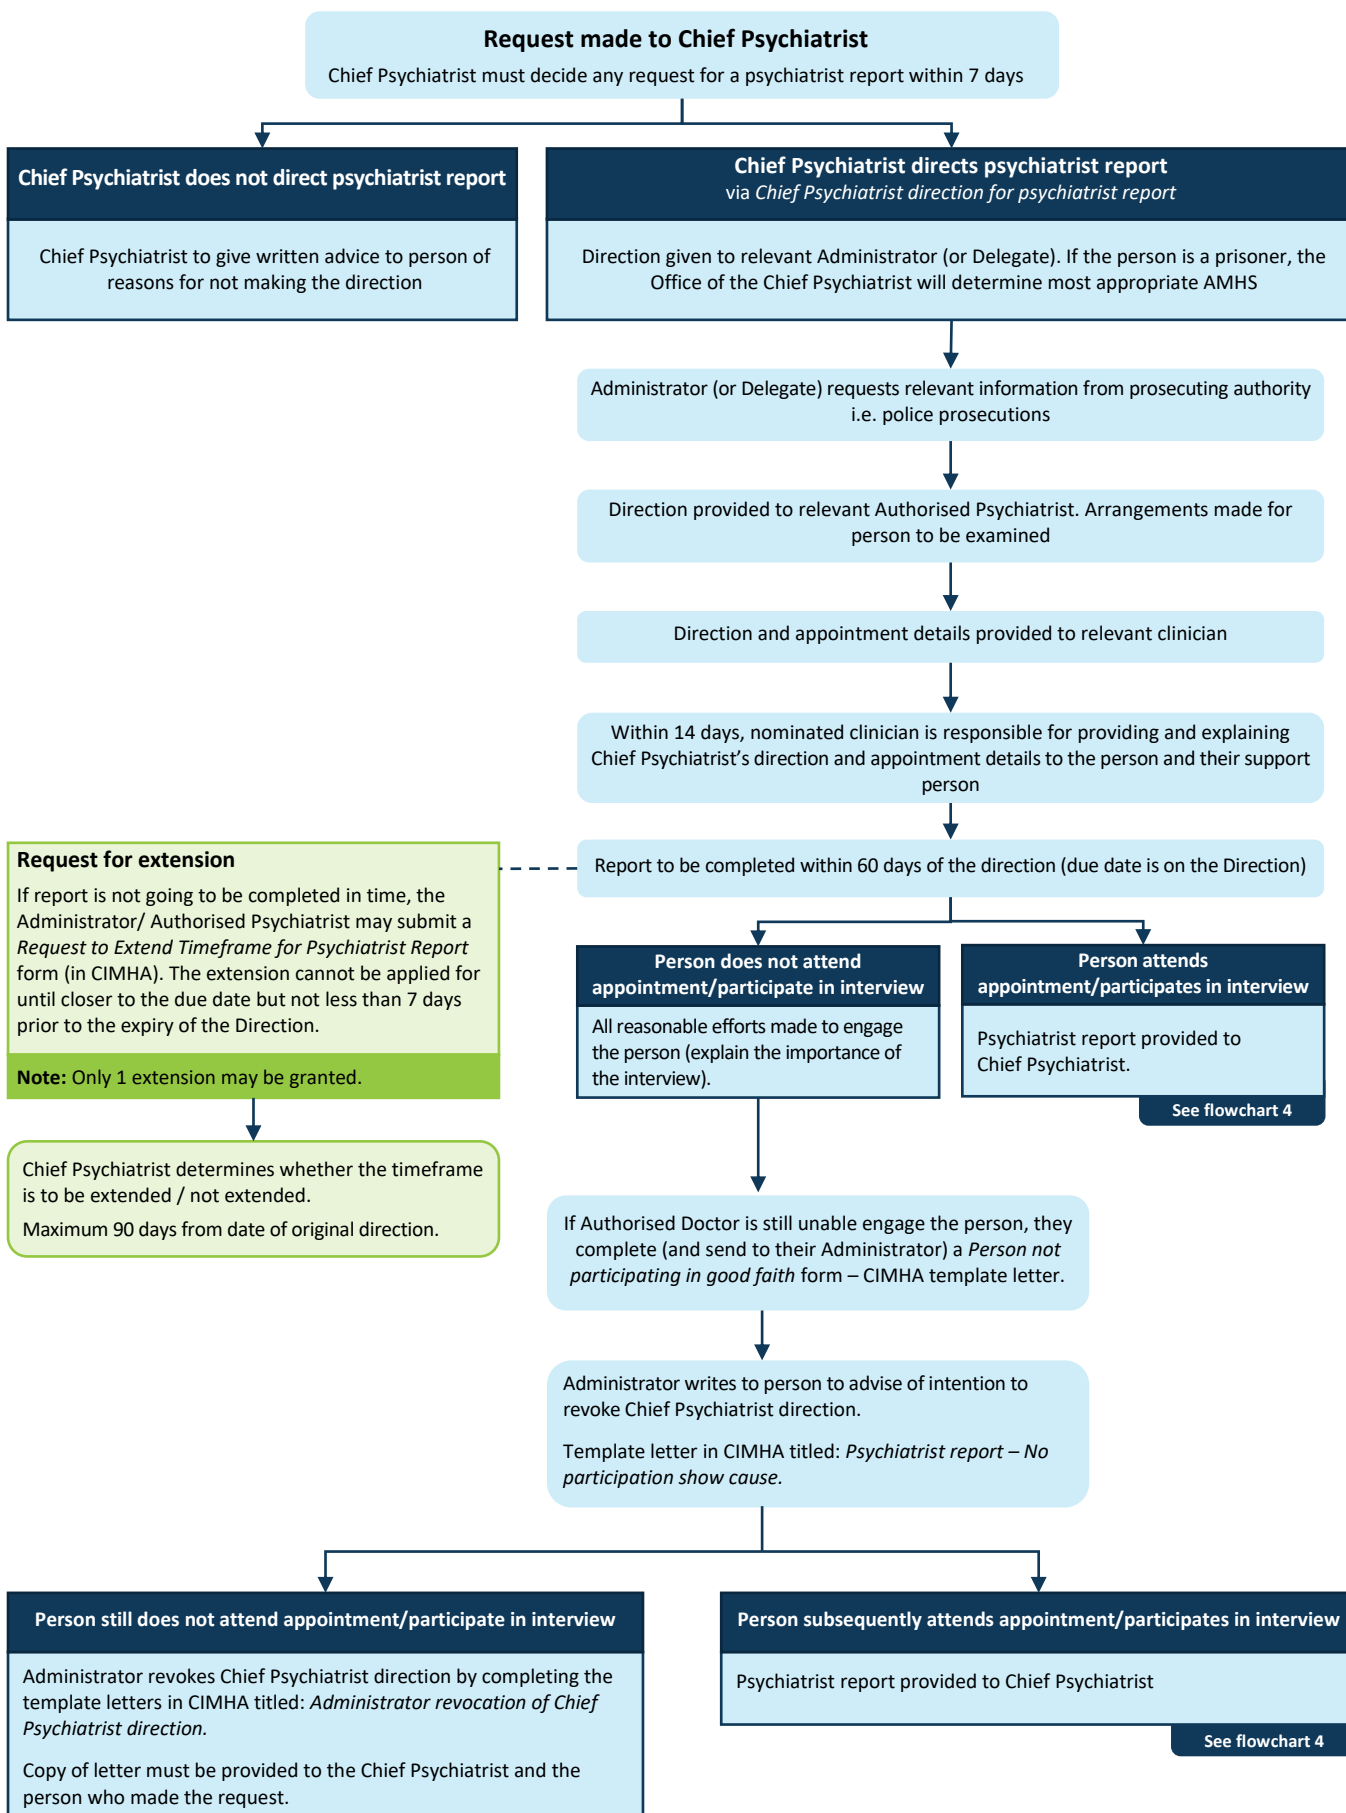 Request made to Chief Psychiatrist
Chief Psychiatrist must decide any request for a psychiatrist report within 7 days
Chief Psychiatrist does not direct psychiatrist report
Chief Psychiatrist to give written advice to person of
reasons for not making the direction
Chief Psychiatrist directs psychiatrist report
via Chief Psychiatrist direction for psychiatrist report
Direction given to relevant Administrator (or Delegate). If the person is a prisoner, the
Office of the Chief Psychiatrist will determine most appropriate AMHS
Administrator (or Delegate) requests relevant information from prosecuting authority
i.e. police prosecutions
Direction provided to relevant Authorised Psychiatrist. Arrangements made for
person to be examined
Direction and appointment details provided to relevant clinician
Within 14 days, nominated clinician is responsible for providing and explaining
Chief Psychiatrist’s direction and appointment details to the person and their support
person
Report to be completed within 60 days of the direction (due date is on the Direction)
Request for extension
If report is not going to be completed in time, the
Administrator/ Authorised Psychiatrist may submit a
Request to Extend Timeframe for Psychiatrist Report
form (in CIMHA). The extension cannot be applied for
until closer to the due date but not less than 7 days
prior to the expiry of the Direction.
Note: Only 1 extension may be granted.
Chief Psychiatrist determines whether the timeframe
is to be extended / not extended.
Maximum 90 days from date of original direction.
Person does not attend
appointment/participate in interview
All reasonable efforts made to engage
the person (explain the importance of
the interview).
Person attends
appointment/participates in interview
Psychiatrist report provided to
Chief Psychiatrist.
See flowchart 4
If Authorised Doctor is still unable engage the person, they
complete (and send to their Administrator) a Person not
participating in good faith form – CIMHA template letter.
Administrator writes to person to advise of intention to
revoke Chief Psychiatrist direction.
Template letter in CIMHA titled: Psychiatrist report – No
participation show cause.
Person still does not attend appointment/participate in interview
Administrator revokes Chief Psychiatrist direction by completing the
template letters in CIMHA titled: Administrator revocation of Chief
Psychiatrist direction.
Copy of letter must be provided to the Chief Psychiatrist and the
person who made the request.
Person subsequently attends appointment/participates in interview
Psychiatrist report provided to Chief Psychiatrist
See flowchart 4